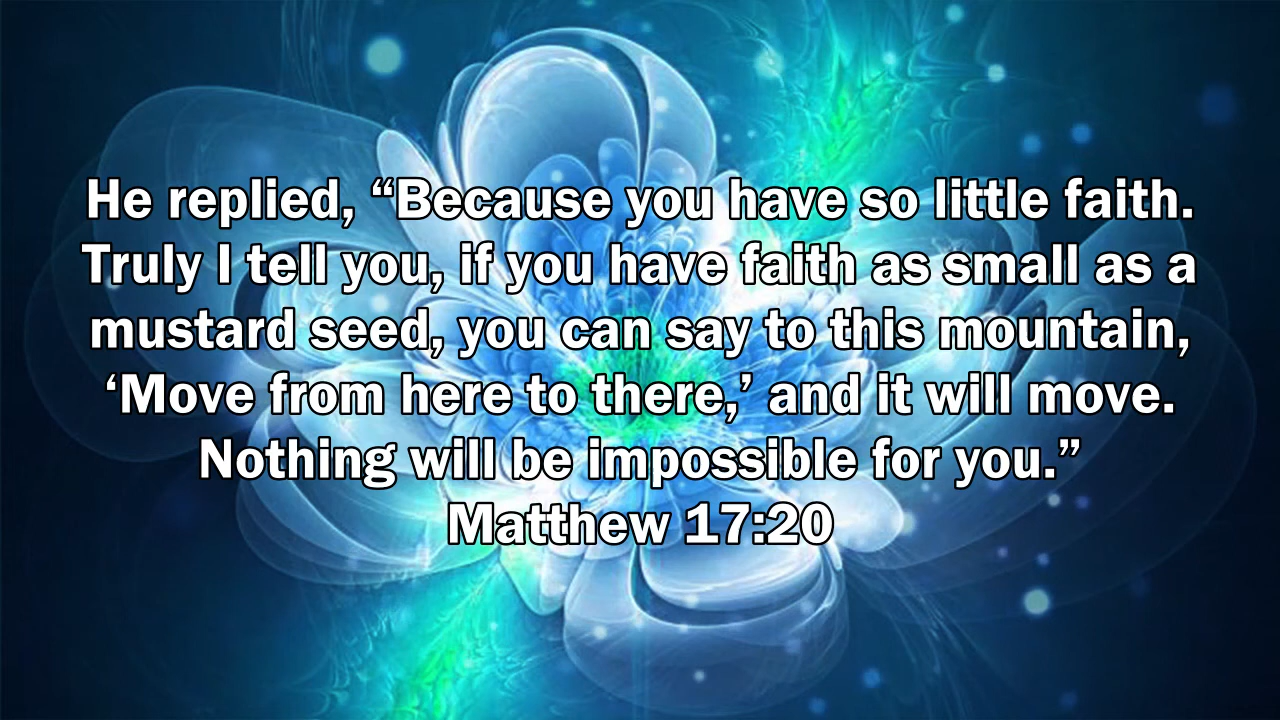 He replied, “Because you have so little faith.
Truly I tell you, if you have faith as small as a
mustard seed, you can say to this mountain,
‘Move from here to there,’ and it will move.
Nothing will be impossible for you.”
Matthew 17:20